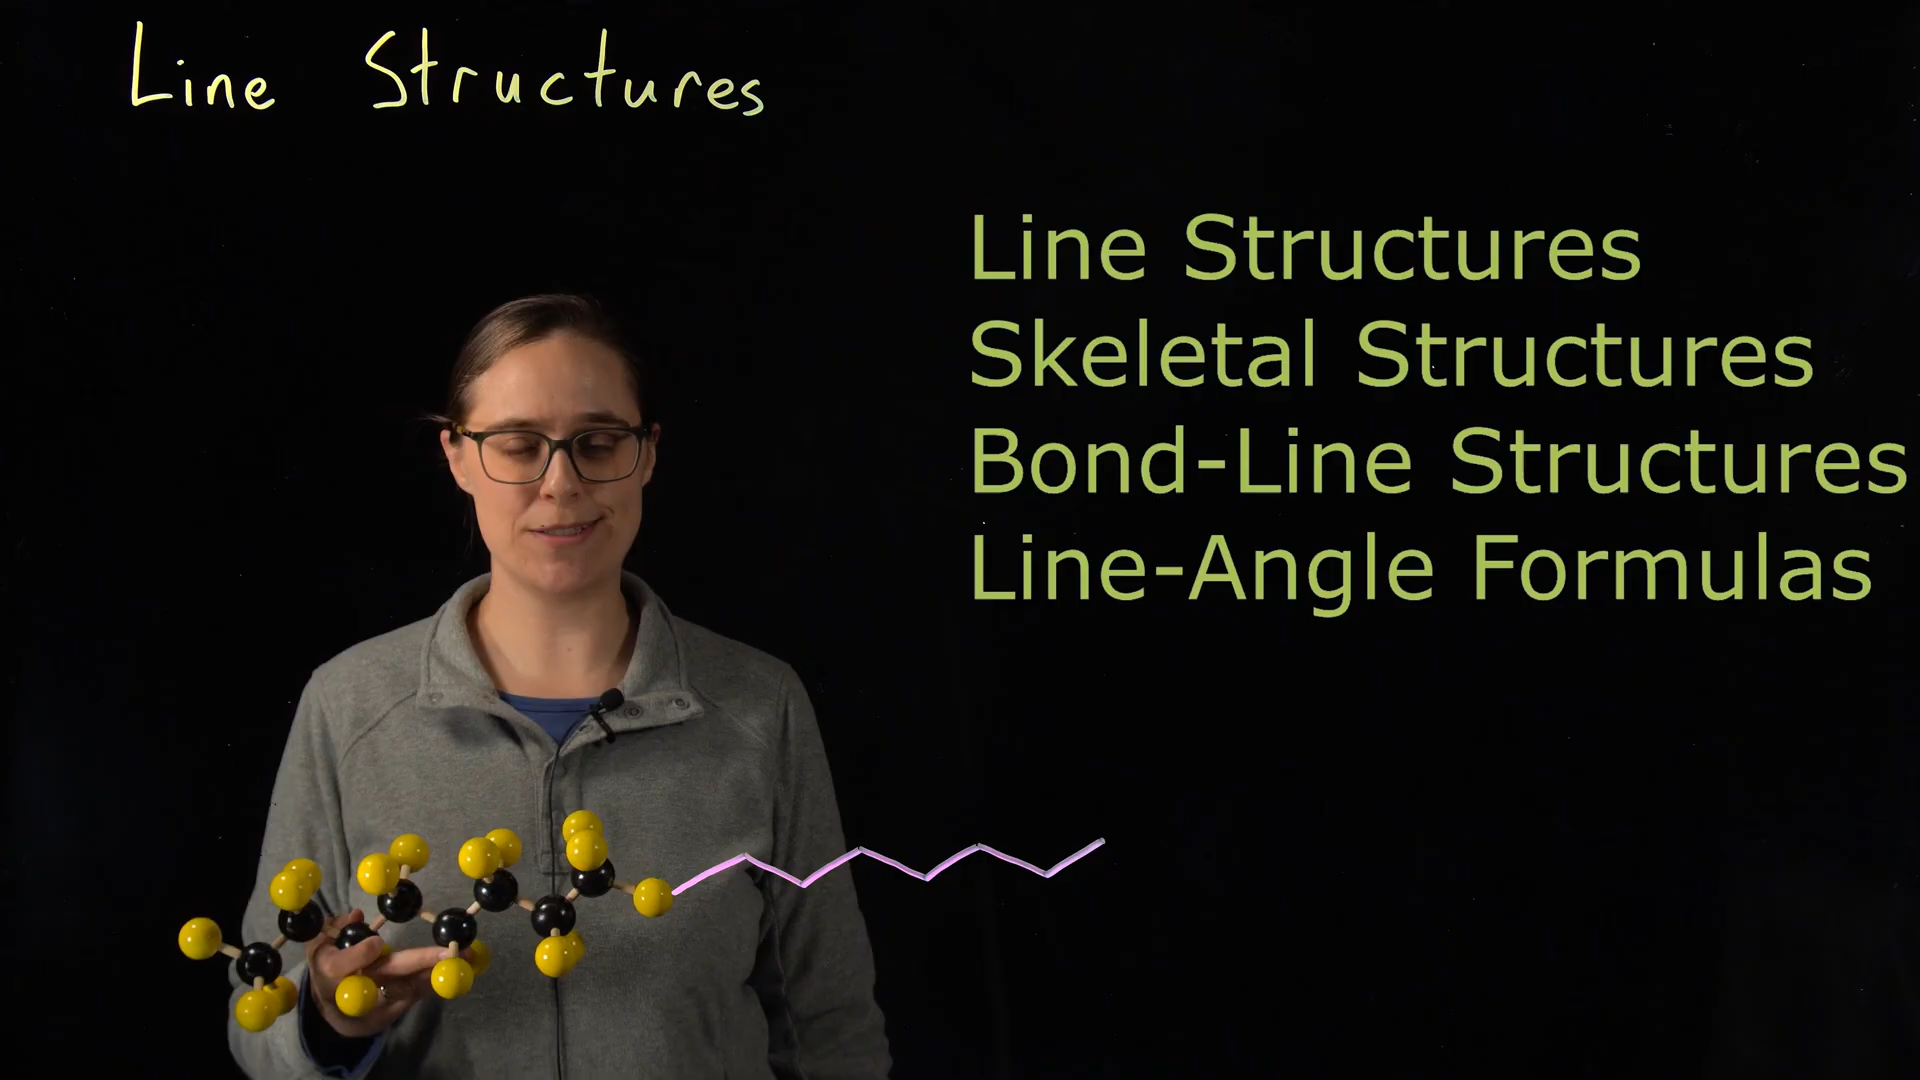 Line Structures
Line Structures
Skeletal Structures
Bond-Line Structures
Line-Angle Formulas